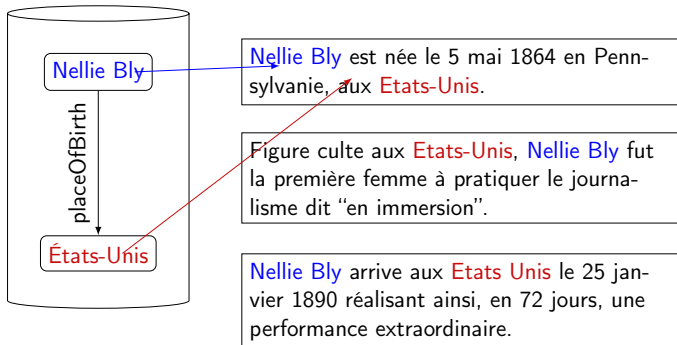 Nellie Bly
placeOfBirth
États-Unis
Nellie Bly est née le 5 mai 1864 en Penn-
sylvanie, aux Etats-Unis.
Figure culte aux Etats-Unis, Nellie Bly fut
la première femme à pratiquer le journa-
lisme dit “en immersion”.
Nellie Bly arrive aux Etats Unis le 25 jan-
vier 1890 réalisant ainsi, en 72 jours, une
performance extraordinaire.